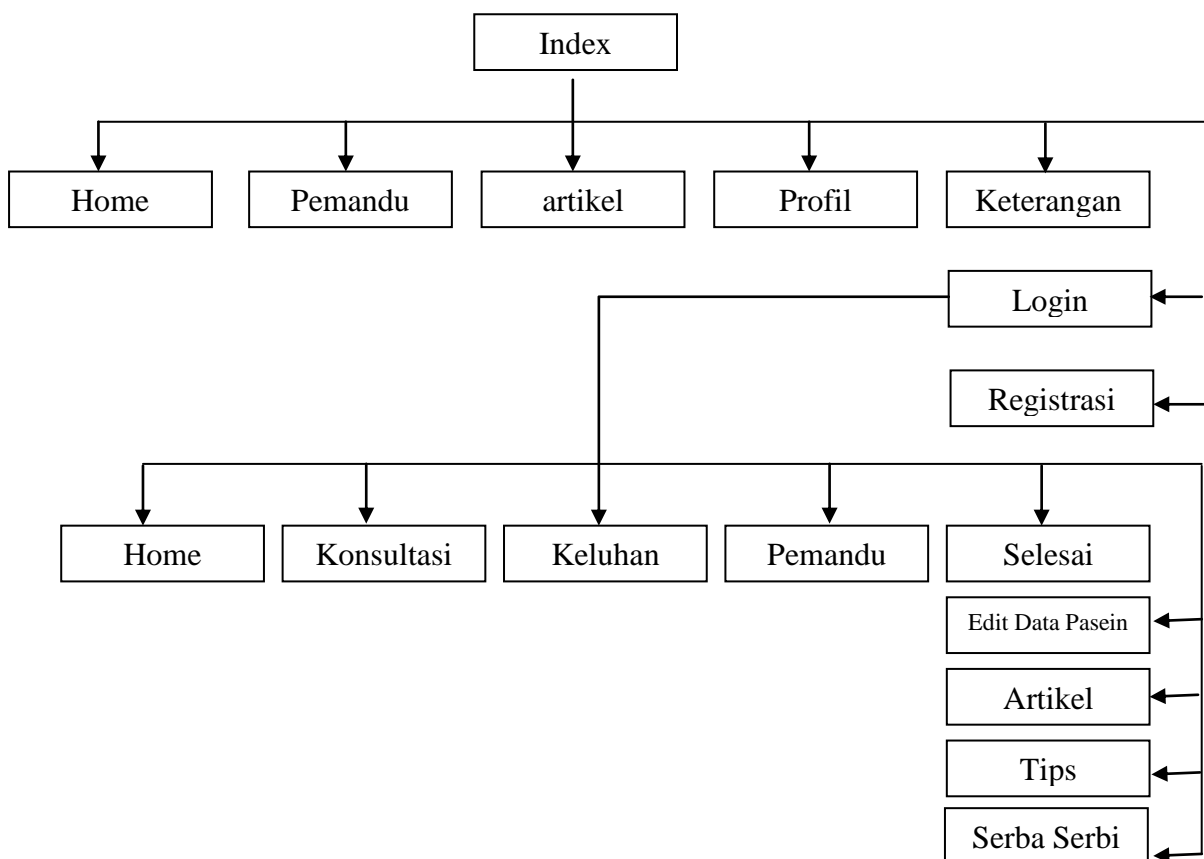 Index
Home
Pemandu
artikel
Profil
Keterangan
Login
Registrasi
Home
Konsultasi
Keluhan
Pemandu
Selesai
Edit Data Pasein
Artikel
Tips
Serba Serbi